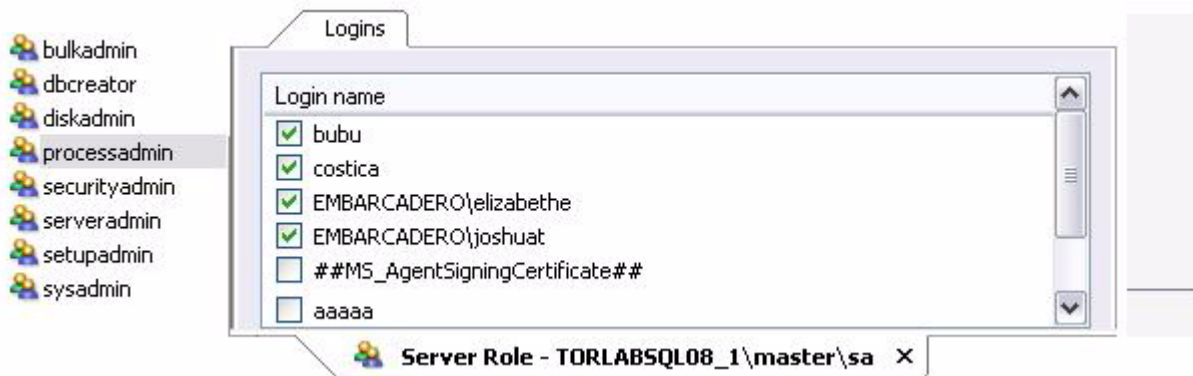 bulkadmin
dbcreator
diskadmin
processadmin
securityadmin
serveradmin
setupadmin
sysadmin
Logins
Login name
bubu
costica
EMBARCADERO\elizabethe
EMBARCADERO\joshuat
##MS_AgentSigningCertificate##
aaaaa
Server Role - TORLABSQL08_1\master\sa